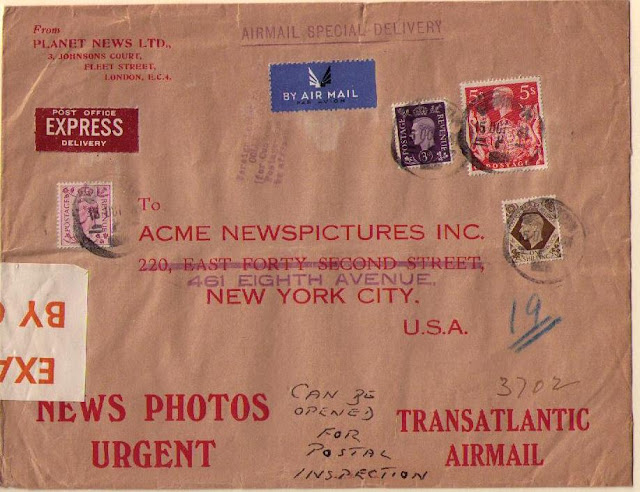 From
PLANET NEWS LTD.,
3, JOHNSONS COURT,
FLEET STREET,
LONDON, E.C.4.
AIRMAIL SPECIAL DELIVERY
BY AIR MAIL
PAR AVION
POST OFFICE
EXPRESS
DELIVERY
POSTAGE
REVENUE
3D
5S
5S
POSTAGE
POSTAGE
To
ACME NEWSPICTURES INC.
220, EAST FORTY SECOND STREET,
461 EIGHTH AVENUE,
NEW YORK CITY.
U.S.A.
19
3702
EXA
BY
NEWS PHOTOS
URGENT
CAN BE
OPENED
FOR
POSTAL
INSPECTION
TRANSATLANTIC
AIRMAIL